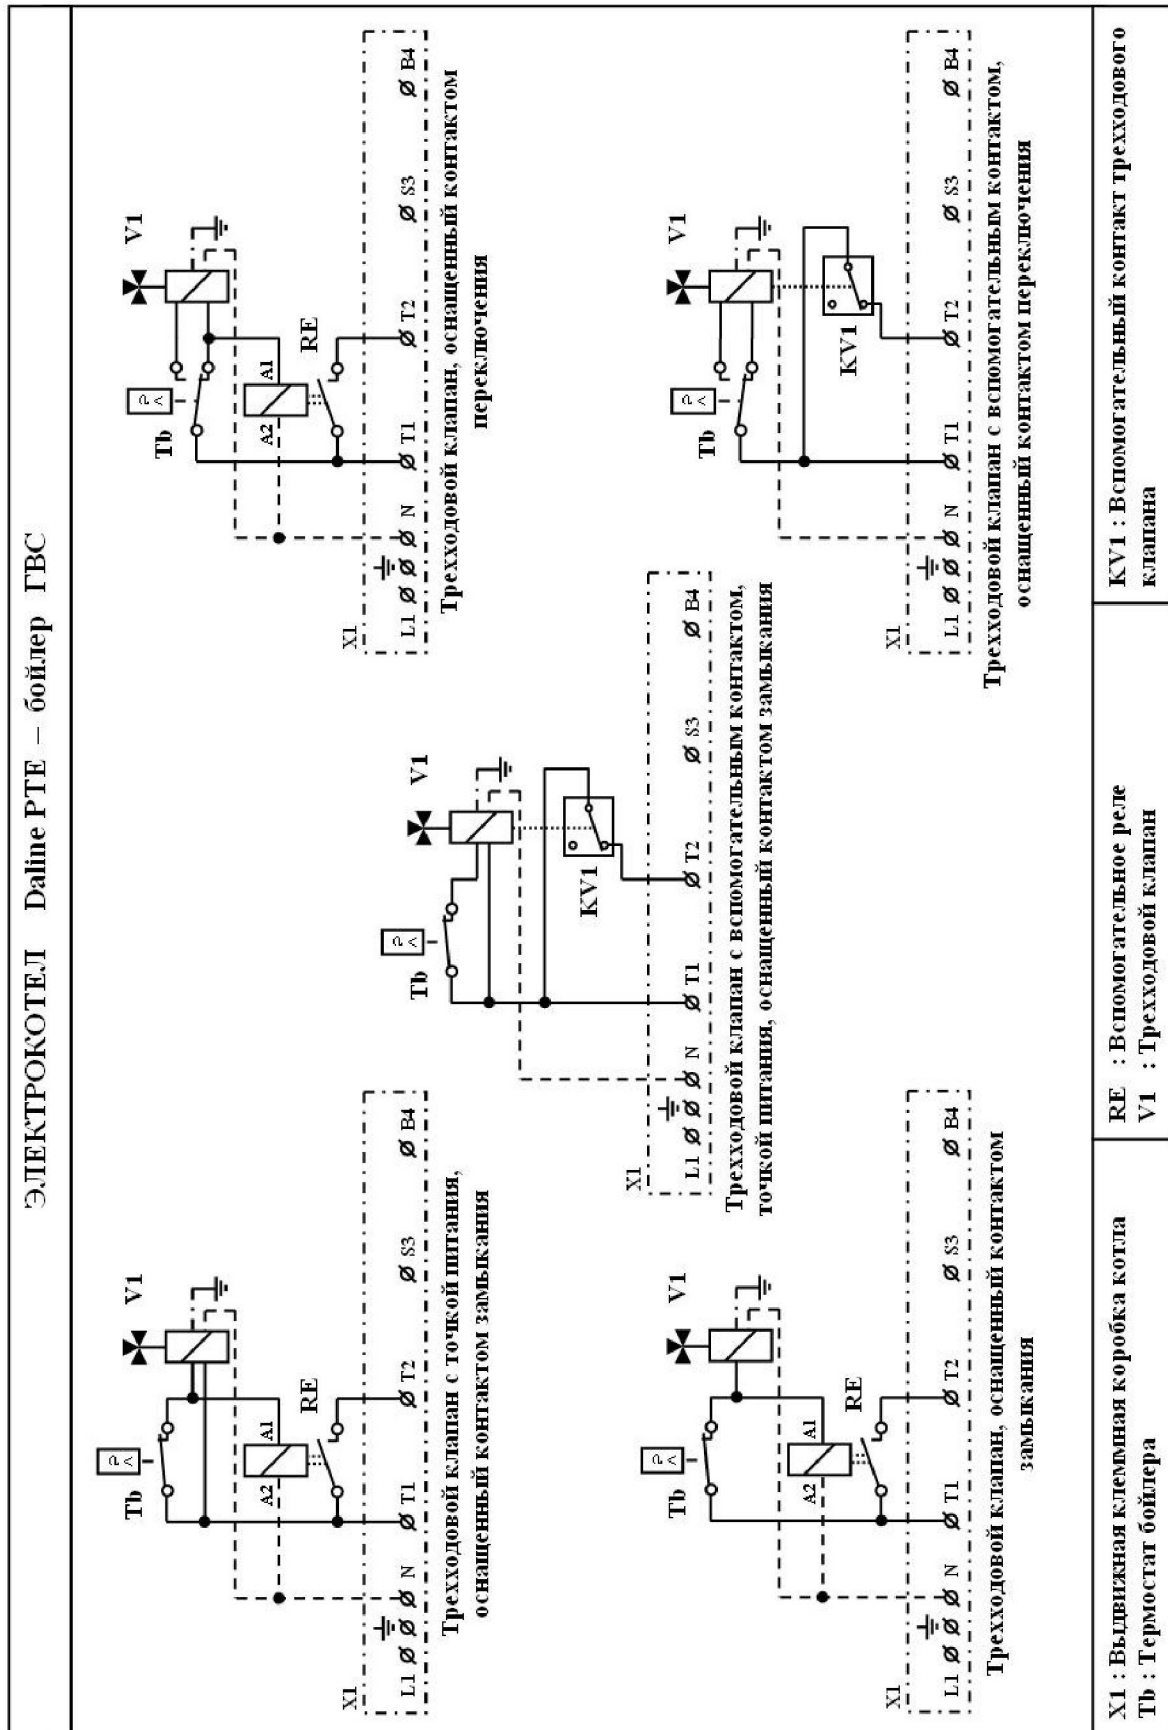 ЭЛЕКТРОКОТЕЛ Daline PTE – бойлер ГВС
Tb
V1
A2
A1
RE
X1
L1
N
T1
T2
S3
B4
Трехходовой клапан с точкой питания,
оснащенный контактом замыкания
Tb
V1
KV1
X1
L1
N
T1
T2
S3
B4
Трехходовой клапан с вспомогательным контактом,
точкой питания, оснащенный контактом замыкания
Tb
V1
A2
A1
RE
X1
L1
N
T1
T2
S3
B4
Трехходовой клапан, оснащенный контактом
переключения
Tb
V1
A2
A1
RE
X1
L1
N
T1
T2
S3
B4
Трехходовой клапан, оснащенный контактом
замыкания
Tb
V1
KV1
X1
L1
N
T1
T2
S3
B4
Трехходовой клапан с вспомогательным контактом,
оснащенный контактом переключения
X1 : Выдвижная клеммная коробка котла
Tb : Термостат бойлера
RE : Вспомогательное реле
V1 : Трехходовой клапан
KV1 : Вспомогательный контакт трехходового
клапана